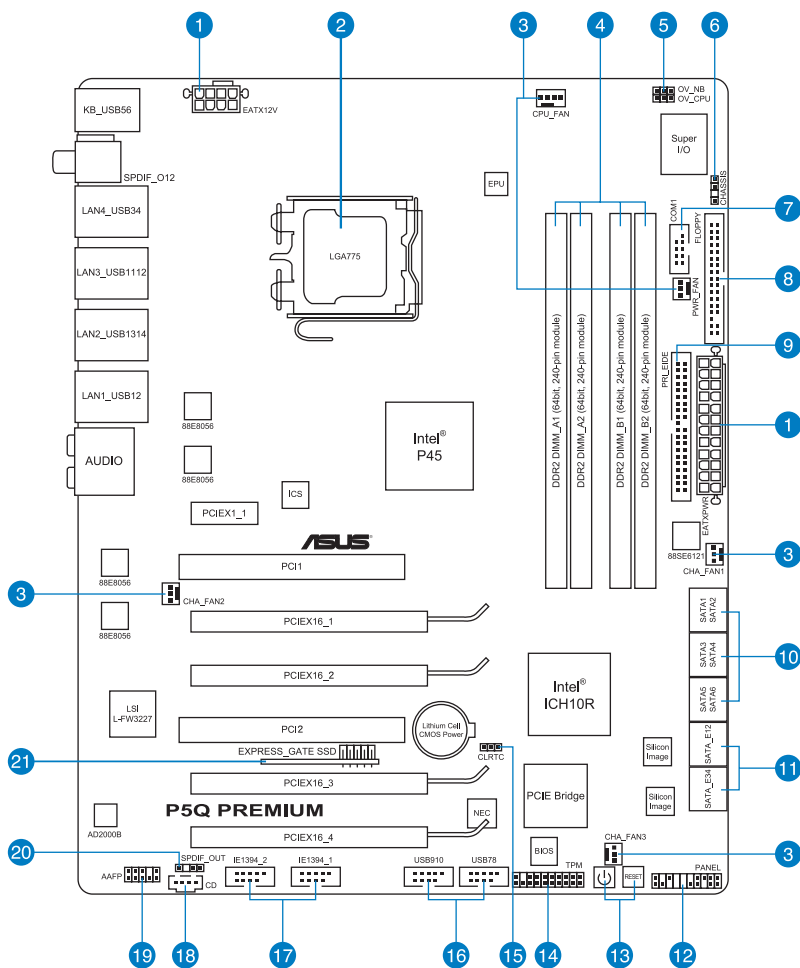 1
2
3
4
5
6
KB_USB56
EATX12V
CPU_FAN
OV_NB
OV_CPU
Super
I/O
SPDIF_O12
EPU
CHASSIS
LAN4_USB34
COM1
FLOPPY
7
LGA775
LAN3_USB1112
PWR_FAN
8
LAN2_USB1314
DDR2 DIMM_A1 (64bit, 240-pin module)
DDR2 DIMM_A2 (64bit, 240-pin module)
DDR2 DIMM_B1 (64bit, 240-pin module)
DDR2 DIMM_B2 (64bit, 240-pin module)
PRI_EIDE
9
LAN1_USB12
88E8056
Intel®
P45
1
AUDIO
88E8056
ICS
PCIEX1_1
EATXPWR
ASUS
88SE6121
3
CHA_FAN1
PCI1
88E8056
3
CHA_FAN2
88E8056
PCIEX16_1
SATA1
SATA2
SATA3
SATA4
10
PCIEX16_2
Intel®
ICH10R
SATA5
SATA6
LSI
L-FW3227
PCI2
Lithium Cell
CMOS Power
CLRTC
SATA_E12
Silicon
Image
11
21
EXPRESS_GATE SSD
PCIEX16_3
PCIE Bridge
SATA_E34
Silicon
Image
P5Q PREMIUM
NEC
AD2000B
PCIEX16_4
BIOS
CHA_FAN3
3
20
SPDIF_OUT
IE1394_2
IE1394_1
USB910
USB78
TPM
PANEL
AAFP
CD
RESET
19
18
17
16
15
14
13
12